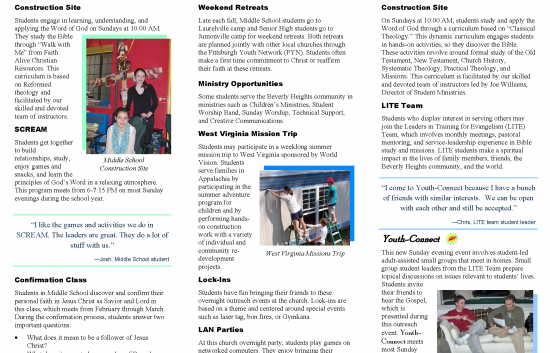 Construction Site
Students engage in learning, understanding, and
applying the Word of God on Sundays at 10:00 AM.
They study the Bible
through “Walk with
Me” from Faith
Alive Christian
Resources. This
curriculum is based
on Reformed
theology and
facilitated by our
skilled and devoted
team of instructors.
SCREAM
Students get together
to build
relationships, study,
enjoy games and
snacks, and learn the
principles of God’s Word in a relaxing atmosphere.
This program meets from 6-7:15 PM on most Sunday
evenings during the school year.
Middle School
Construction Site
“I like the games and activities we do in
SCREAM. The leaders are great. They do a lot of
stuff with us.”
—Josh, Middle School student
Confirmation Class
Students in Middle School discover and confirm their
personal faith in Jesus Christ as Savior and Lord in
this class, which meets from February through March.
During the confirmation process, students answer two
important questions:
• What does it mean to be a follower of Jesus
Christ?
Weekend Retreats
Late each fall, Middle School students go to
Laurelville camp and Senior High students go to
Jumonville camp for weekend retreats. Both retreats
are planned jointly with other local churches through
the Pittsburgh Youth Network (PYN). Students often
make a first time commitment to Christ or reaffirm
their faith at these retreats.
Ministry Opportunities
Some students serve the Beverly Heights community in
ministries such as Children’s Ministries, Student
Worship Band, Sunday Worship, Technical Support,
and Creative Communications.
West Virginia Mission Trip
Students may participate in a weeklong summer
mission trip to West Virginia sponsored by World
Vision. Students
serve families in
Appalachia by
participating in the
summer adventure
program for
children and by
performing hands-
on construction
work with a variety
of individual and
community re-
development
projects.
West Virginia Missions Trip
Lock-Ins
Students have fun bringing their friends to these
overnight outreach events at the church. Lock-ins are
based on a theme and centered around special events
such as laser tag, bon fires, or Gymkana.
LAN Parties
At this church overnight party, students play games on
networked computers. They enjoy bringing their
Construction Site
On Sundays at 10:00 AM, students study and apply the
Word of God through a curriculum based on “Classical
Theology.” This dynamic curriculum engages students
in hands-on activities, so they discover the Bible.
These activities revolve around formal study of the Old
Testament, New Testament, Church History,
Systematic Theology, Practical Theology, and
Missions. This curriculum is facilitated by our skilled
and devoted team of instructors led by Joe Williams,
Director of Student Ministries.
LITE Team
Students who display interest in serving others may
join the Leaders in Training for Evangelism (LITE)
Team, which involves monthly meetings, pastoral
mentoring, and service-leadership experience in Bible
study and missions. LITE students make a spiritual
impact in the lives of family members, friends, the
Beverly Heights community, and the world.
“I come to Youth-Connect because I have a bunch
of friends with similar interests. We can be open
with each other and still be accepted.”
—Chris, LITE team student leader
Youth-Connect
This new Sunday evening event involves student-led
adult-assisted small groups that meet in homes. Small
group student leaders from the LITE Team prepare
topical discussions on issues relevant to students’ lives.
Students invite
their friends to
hear the Gospel,
which is
presented during
this outreach
event. Youth-
Connect meets
most Sunday